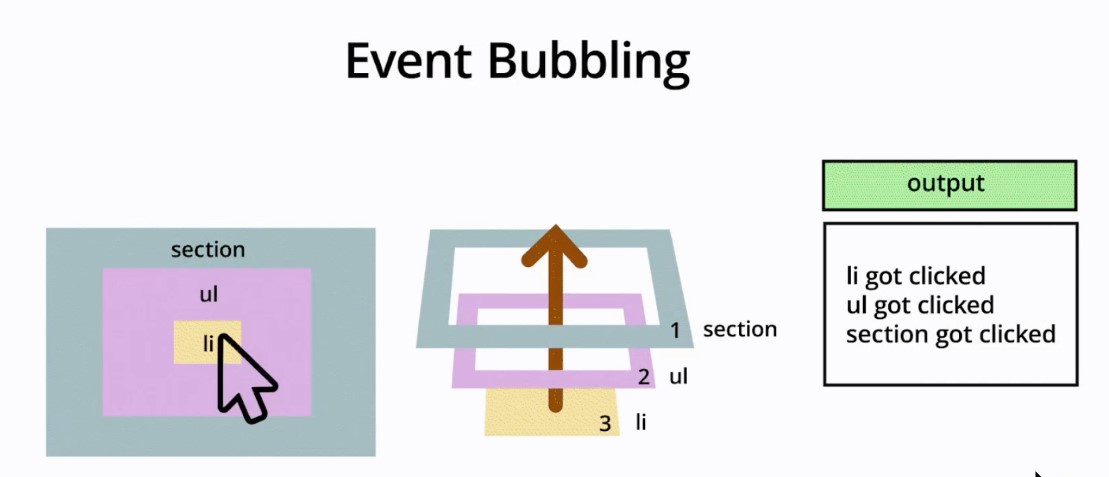 Event Bubbling
section
ul
li
1 section
2 ul
3 li
output
li got clicked
ul got clicked
section got clicked